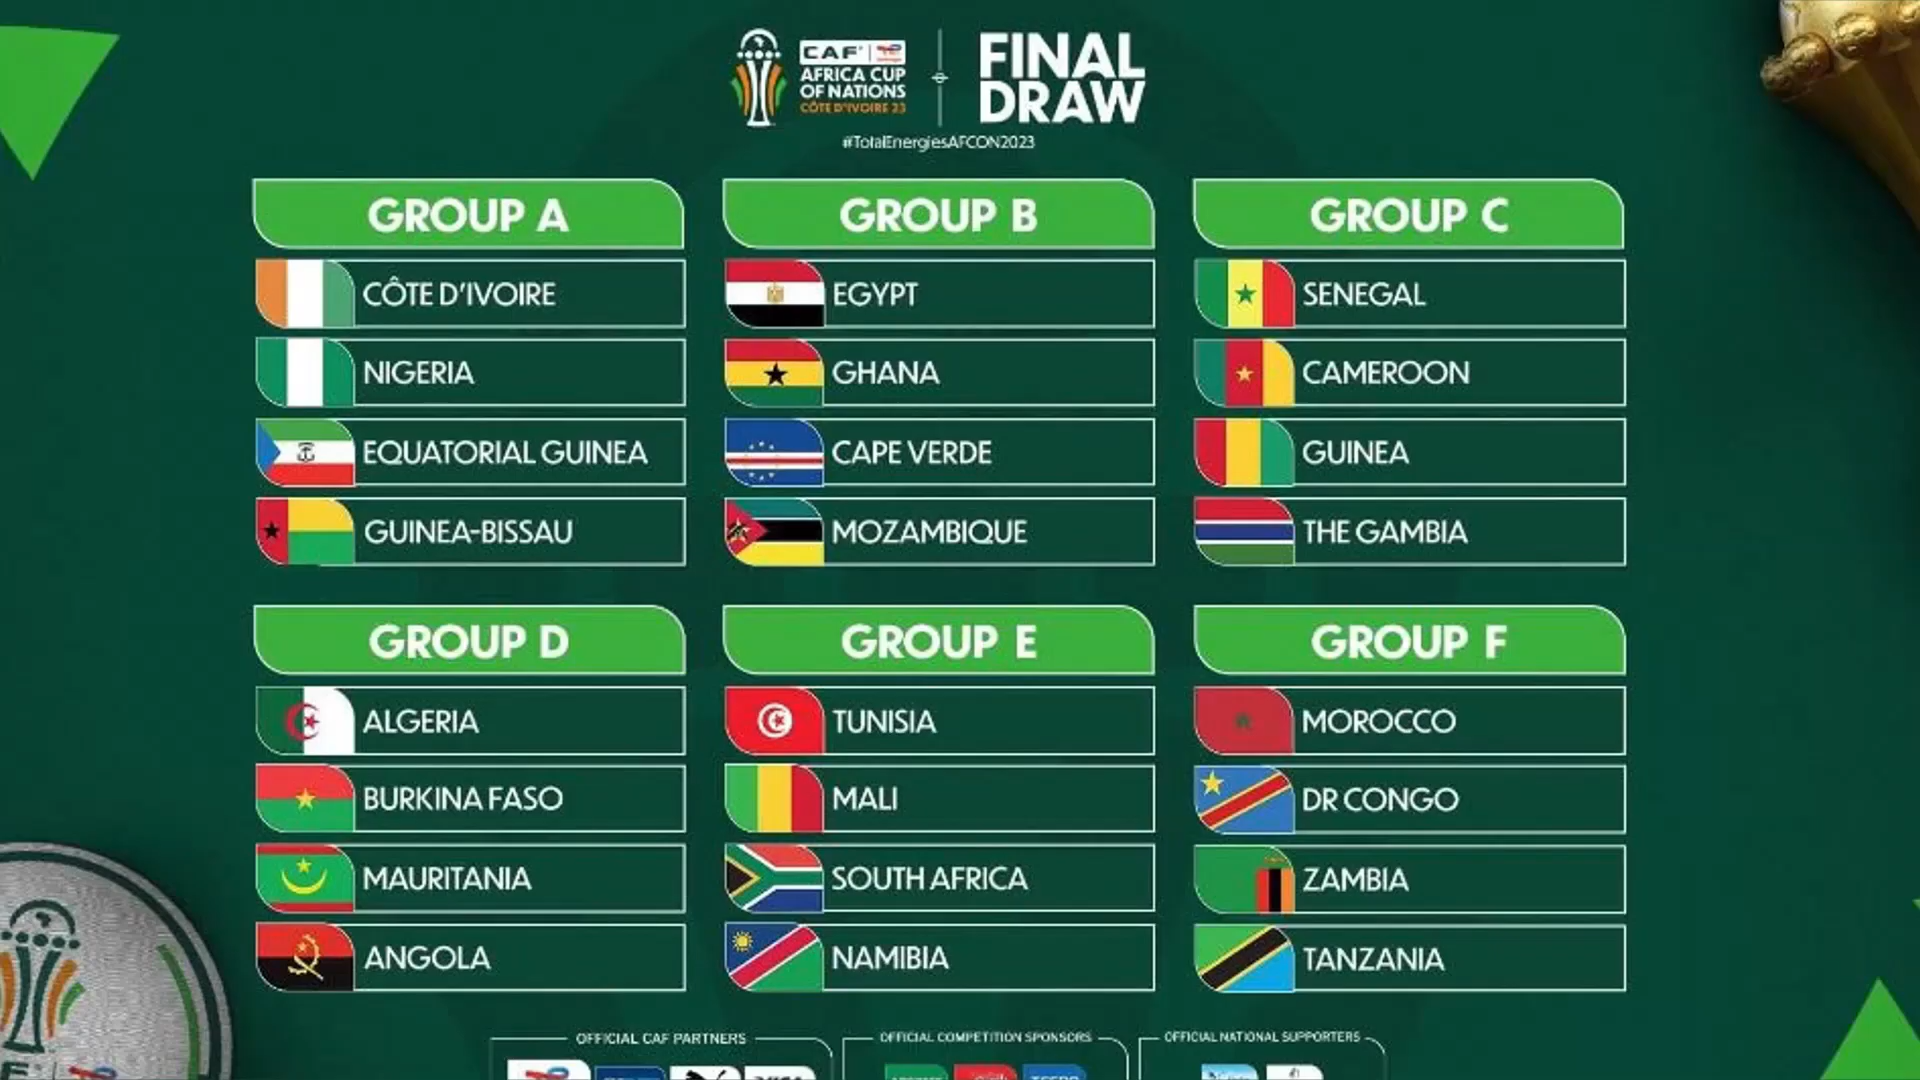 CAF
AFRICA CUP
OF NATIONS
CÔTE D'IVOIRE 23
FINAL
DRAW
#TotalEnergiesAFCON2023
GROUP A
CÔTE D'IVOIRE
NIGERIA
EQUATORIAL GUINEA
GUINEA-BISSAU
GROUP B
EGYPT
GHANA
CAPE VERDE
MOZAMBIQUE
GROUP C
SENEGAL
CAMEROON
GUINEA
THE GAMBIA
GROUP D
ALGERIA
BURKINA FASO
MAURITANIA
ANGOLA
GROUP E
TUNISIA
MALI
SOUTH AFRICA
NAMIBIA
GROUP F
MOROCCO
DR CONGO
ZAMBIA
TANZANIA
OFFICIAL CAF PARTNERS
OFFICIAL COMPETITION SPONSORS
OFFICIAL NATIONAL SUPPORTERS